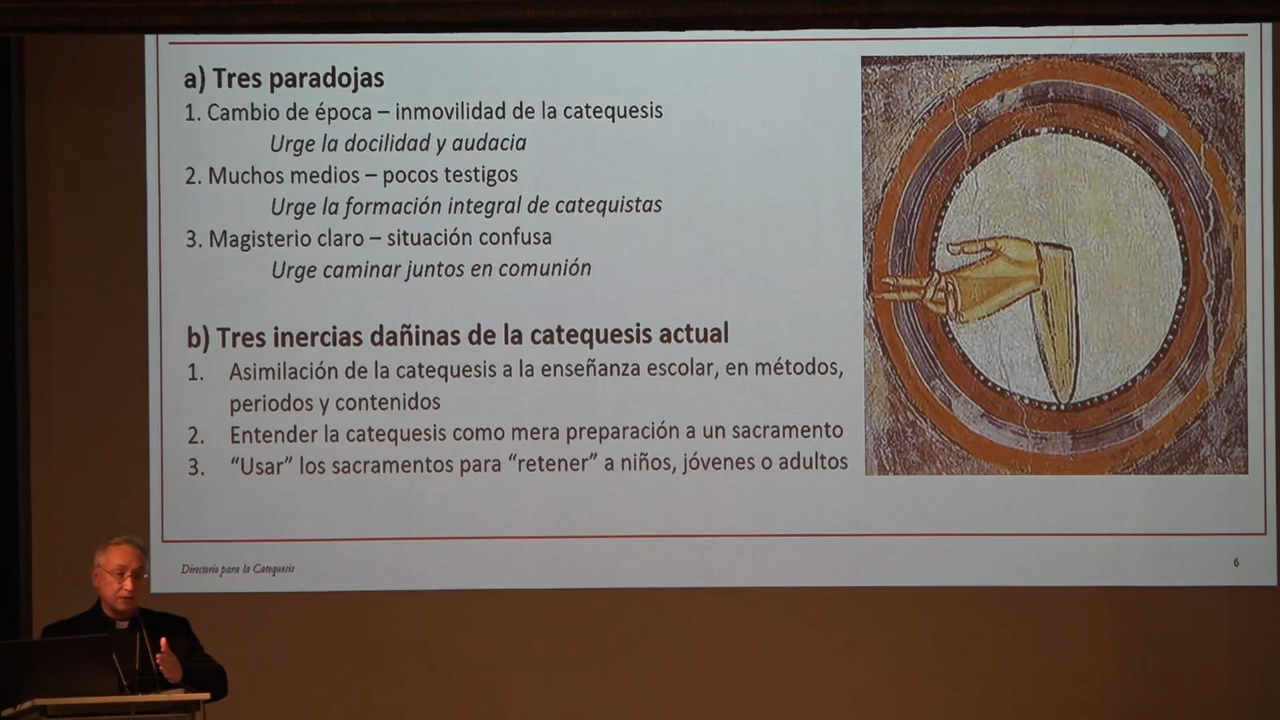 a) Tres paradojas
1. Cambio de época – inmovilidad de la catequesis
Urge la docilidad y audacia
2. Muchos medios – pocos testigos
Urge la formación integral de catequistas
3. Magisterio claro – situación confusa
Urge caminar juntos en comunión
b) Tres inercias dañinas de la catequesis actual
1. Asimilación de la catequesis a la enseñanza escolar, en métodos,
periodos y contenidos
2. Entender la catequesis como mera preparación a un sacramento
3. “Usar” los sacramentos para “retener” a niños, jóvenes o adultos
Directorio para la Catequesis
6